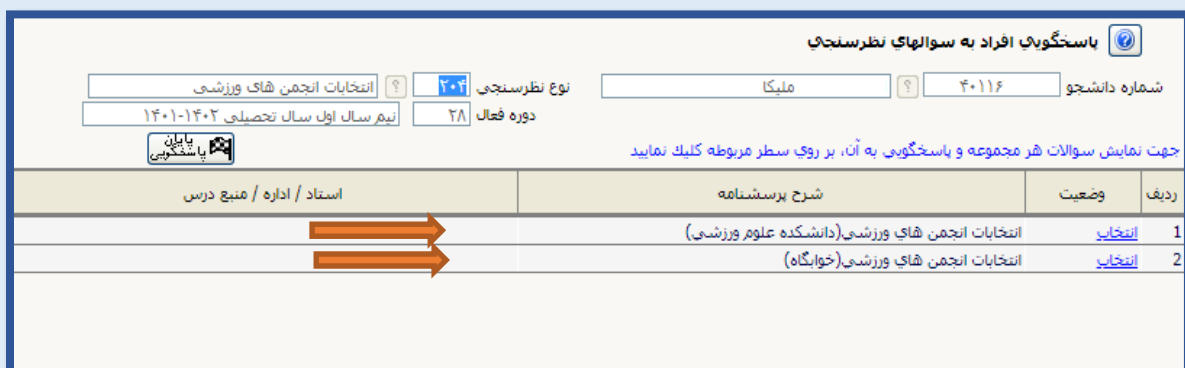 پاسخگويي افراد به سوالهاي نظرسنجي
شماره دانشجو ۴۰۱۱۶ ? مليكا نوع نظرسنجي ۲۰۴ ? انتخابات انجمن هاي ورزشي
دوره فعال ۲۸ نيم سال اول سال تحصيلي ۱۴۰۲-۱۴۰۱
پايان پاسخگويي
جهت نمايش سوالات هر مجموعه و پاسخگويي به آن، بر روي سطر مربوطه كليك نماييد
رديف وضعيت شرح پرسشنامه استاد / اداره / منبع درس
1 انتخاب انتخابات انجمن هاي ورزشي(دانشكده علوم ورزشي)
2 انتخاب انتخابات انجمن هاي ورزشي(خوابگاه)